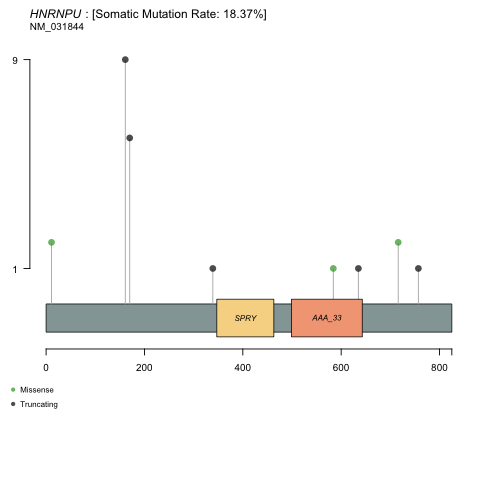 HNRNPU : [Somatic Mutation Rate: 18.37%]
NM_031844
9
1
SPRY
AAA_33
0 200 400 600 800
Missense
Truncating